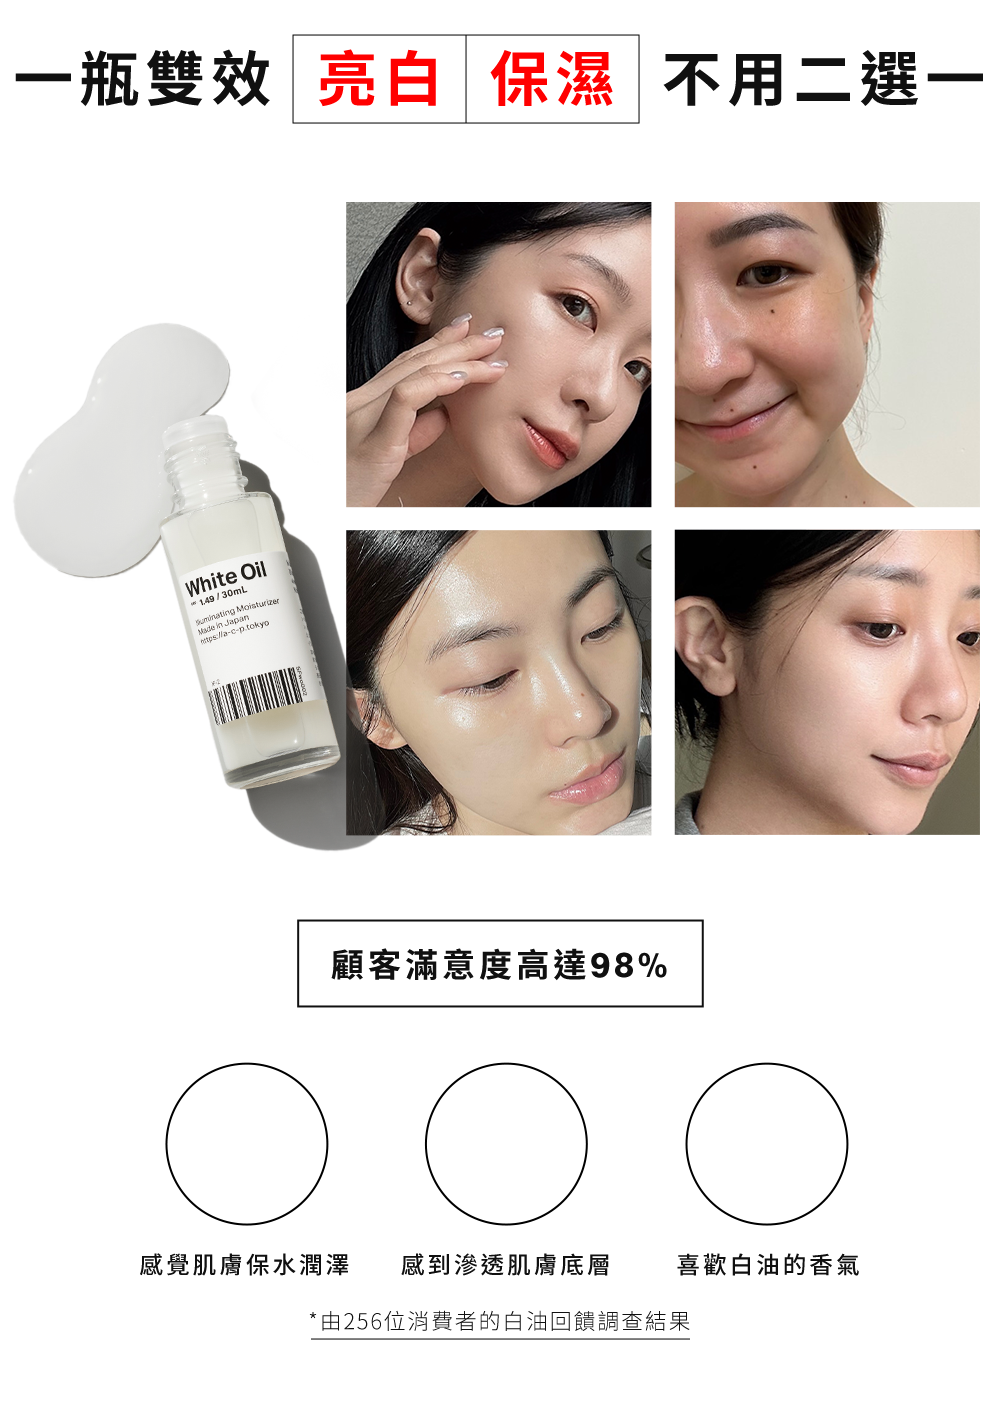 一瓶雙效 亮白 保濕 不用二選一
White Oil
1.49 / 30mL
Illuminating Moisturizer
Made in Japan
https://a-c-p.tokyo
顧客滿意度高達98%
感覺肌膚保水潤澤 感到滲透肌膚底層 喜歡白油的香氣
*由256位消費者的白油回饋調查結果